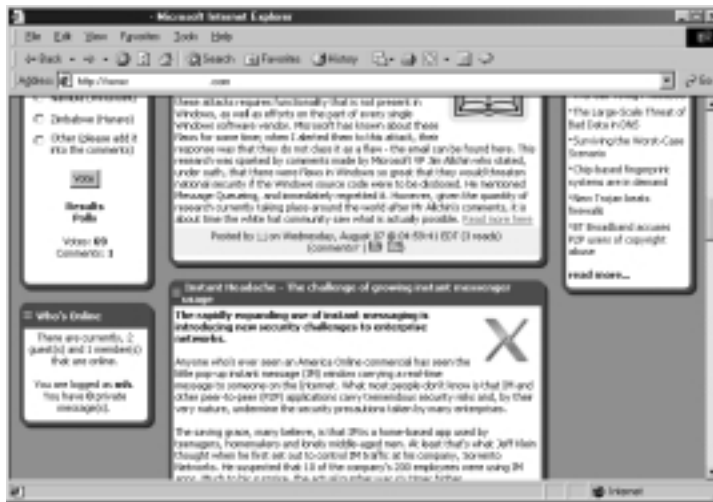 - Microsoft Internet Explorer
File Edit View Favorites Tools Help
Back Search Favorites History
Address http://www. .com Go
Namibia (Windhoek)
Zimbabwe (Harare)
Other (please add it
into the comments)
Vote
Results
Polls
Votes: 69
Comments: 1
Who's Online
There are currently, 2
guest(s) and 1 member(s)
that are online.
You are logged as
You have 0 private
message(s).
these attacks requires functionality that is not present in
Windows, as well as efforts on the part of every single
Windows software vendor. Microsoft has known about these
flaws for some time; when I alerted them to this attack, their
response was that they do not class it as a flaw - the email can be found here. This
research was sparked by comments made by Microsoft VP Jim Allchin who stated,
under oath, that there were flaws in Windows so great that they would threaten
national security if the Windows source code were to be disclosed. He mentioned
Message Queueing, and immediately regretted it. However, given the quantity of
research currently taking place around the world after Mr Allchin's comments, it is
about time the white hat community saw what is actually possible. Read more here
Posted by on Wednesday, August 07 @ 04:59:41 EDT (3 reads)
(comments? |
Instant Headache - The challenge of growing instant messenger
usage
The rapidly expanding use of instant messaging is
introducing new security challenges to enterprise
networks.
Anyone who's ever seen an America Online commercial has seen the
little pop-up instant message (IM) window carrying a real-time
message to someone on the Internet. What most people don't know is that IM and
other peer-to-peer (P2P) applications carry tremendous security risks and, by their
very nature, undermine the security precautions taken by many enterprises.
The saving grace, many believe, is that IM is a home-based app used by
teenagers, homemakers and lonely middle-aged men. At least that's what Jeff Klein
thought when he first set out to control IM traffic at his company, Sorrento
Networks. He suspected that 10 of the company's 200 employees were using IM
apps. Much to his surprise, the actual number was six times higher.
The Large-Scale Threat of
Bad Data in DNS
Surviving the Worst-Case
Scenario
Chip-based fingerprint
systems are in demand
New Trojan beats
firewalls
BT Broadband accuses
P2P users of copyright
abuse
read more...
Internet